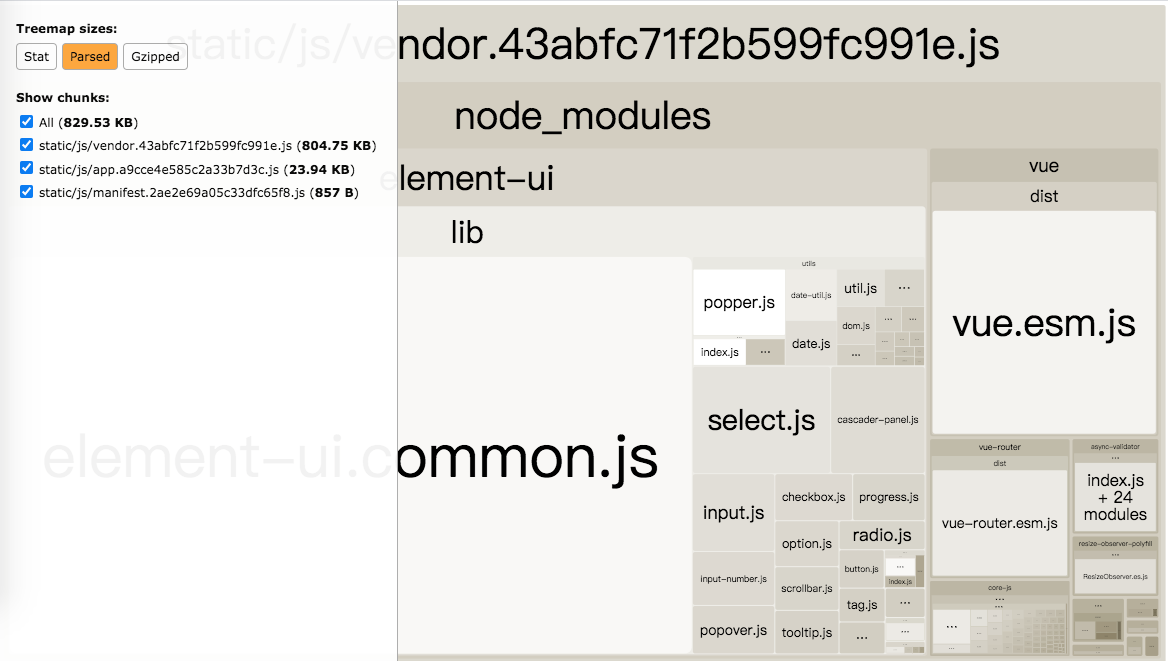 Treemap sizes:
Stat Parsed Gzipped
Show chunks:
All (829.53 KB)
static/js/vendor.43abfc71f2b599fc991e.js (804.75 KB)
static/js/app.a9cce4e585c2a33b7d3c.js (23.94 KB)
static/js/manifest.2ae2e69a05c33dfc65f8.js (857 B)
static/js/vendor.43abfc71f2b599fc991e.js
node_modules
element-ui
lib
element-ui.common.js
utils
popper.js
date-util.js
util.js
...
dom.js
... ...
index.js
...
date.js
...
select.js
cascader-panel.js
input.js
checkbox.js
progress.js
option.js
radio.js
input-number.js
scrollbar.js
button.js
...
index.js
tag.js
...
popover.js
tooltip.js
...
...
vue
dist
vue.esm.js
vue-router
dist
vue-router.esm.js
async-validator
...
index.js
+ 24
modules
resize-observer-polyfill
...
ResizeObserver.es.js
core-js
...
...
...
...